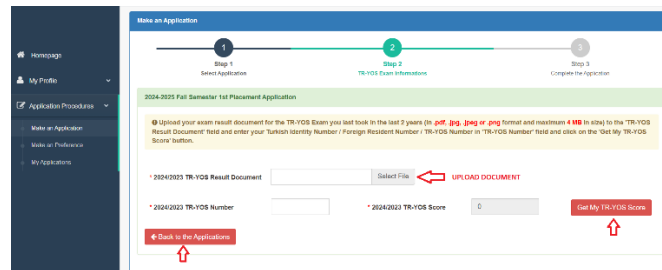 Make an Application
Homepage
My Profile
Application Procedures
Make an Application
Make an Preference
My Applications
1
2
3
Step 1
Step 2
Step 3
Select Application
TR-YOS Exam Informations
Complete the Application
2024-2025 Fall Semester 1st Placement Application
Upload your exam result document for the TR-YOS Exam you last took in the last 2 years (in .pdf, .jpg, .jpeg or .png format and maximum 4 MB in size) to the 'TR-YOS
Result Document' field and enter your Turkish Identity Number / Foreign Resident Number / TR-YOS Number in 'TR-YOS Number' field and click on the 'Get My TR-YOS
Score' button.
* 2024/2023 TR-YOS Result Document
Select File
UPLOAD DOCUMENT
* 2024/2023 TR-YOS Number
* 2024/2023 TR-YOS Score
0
Get My TR-YOS Score
Back to the Applications